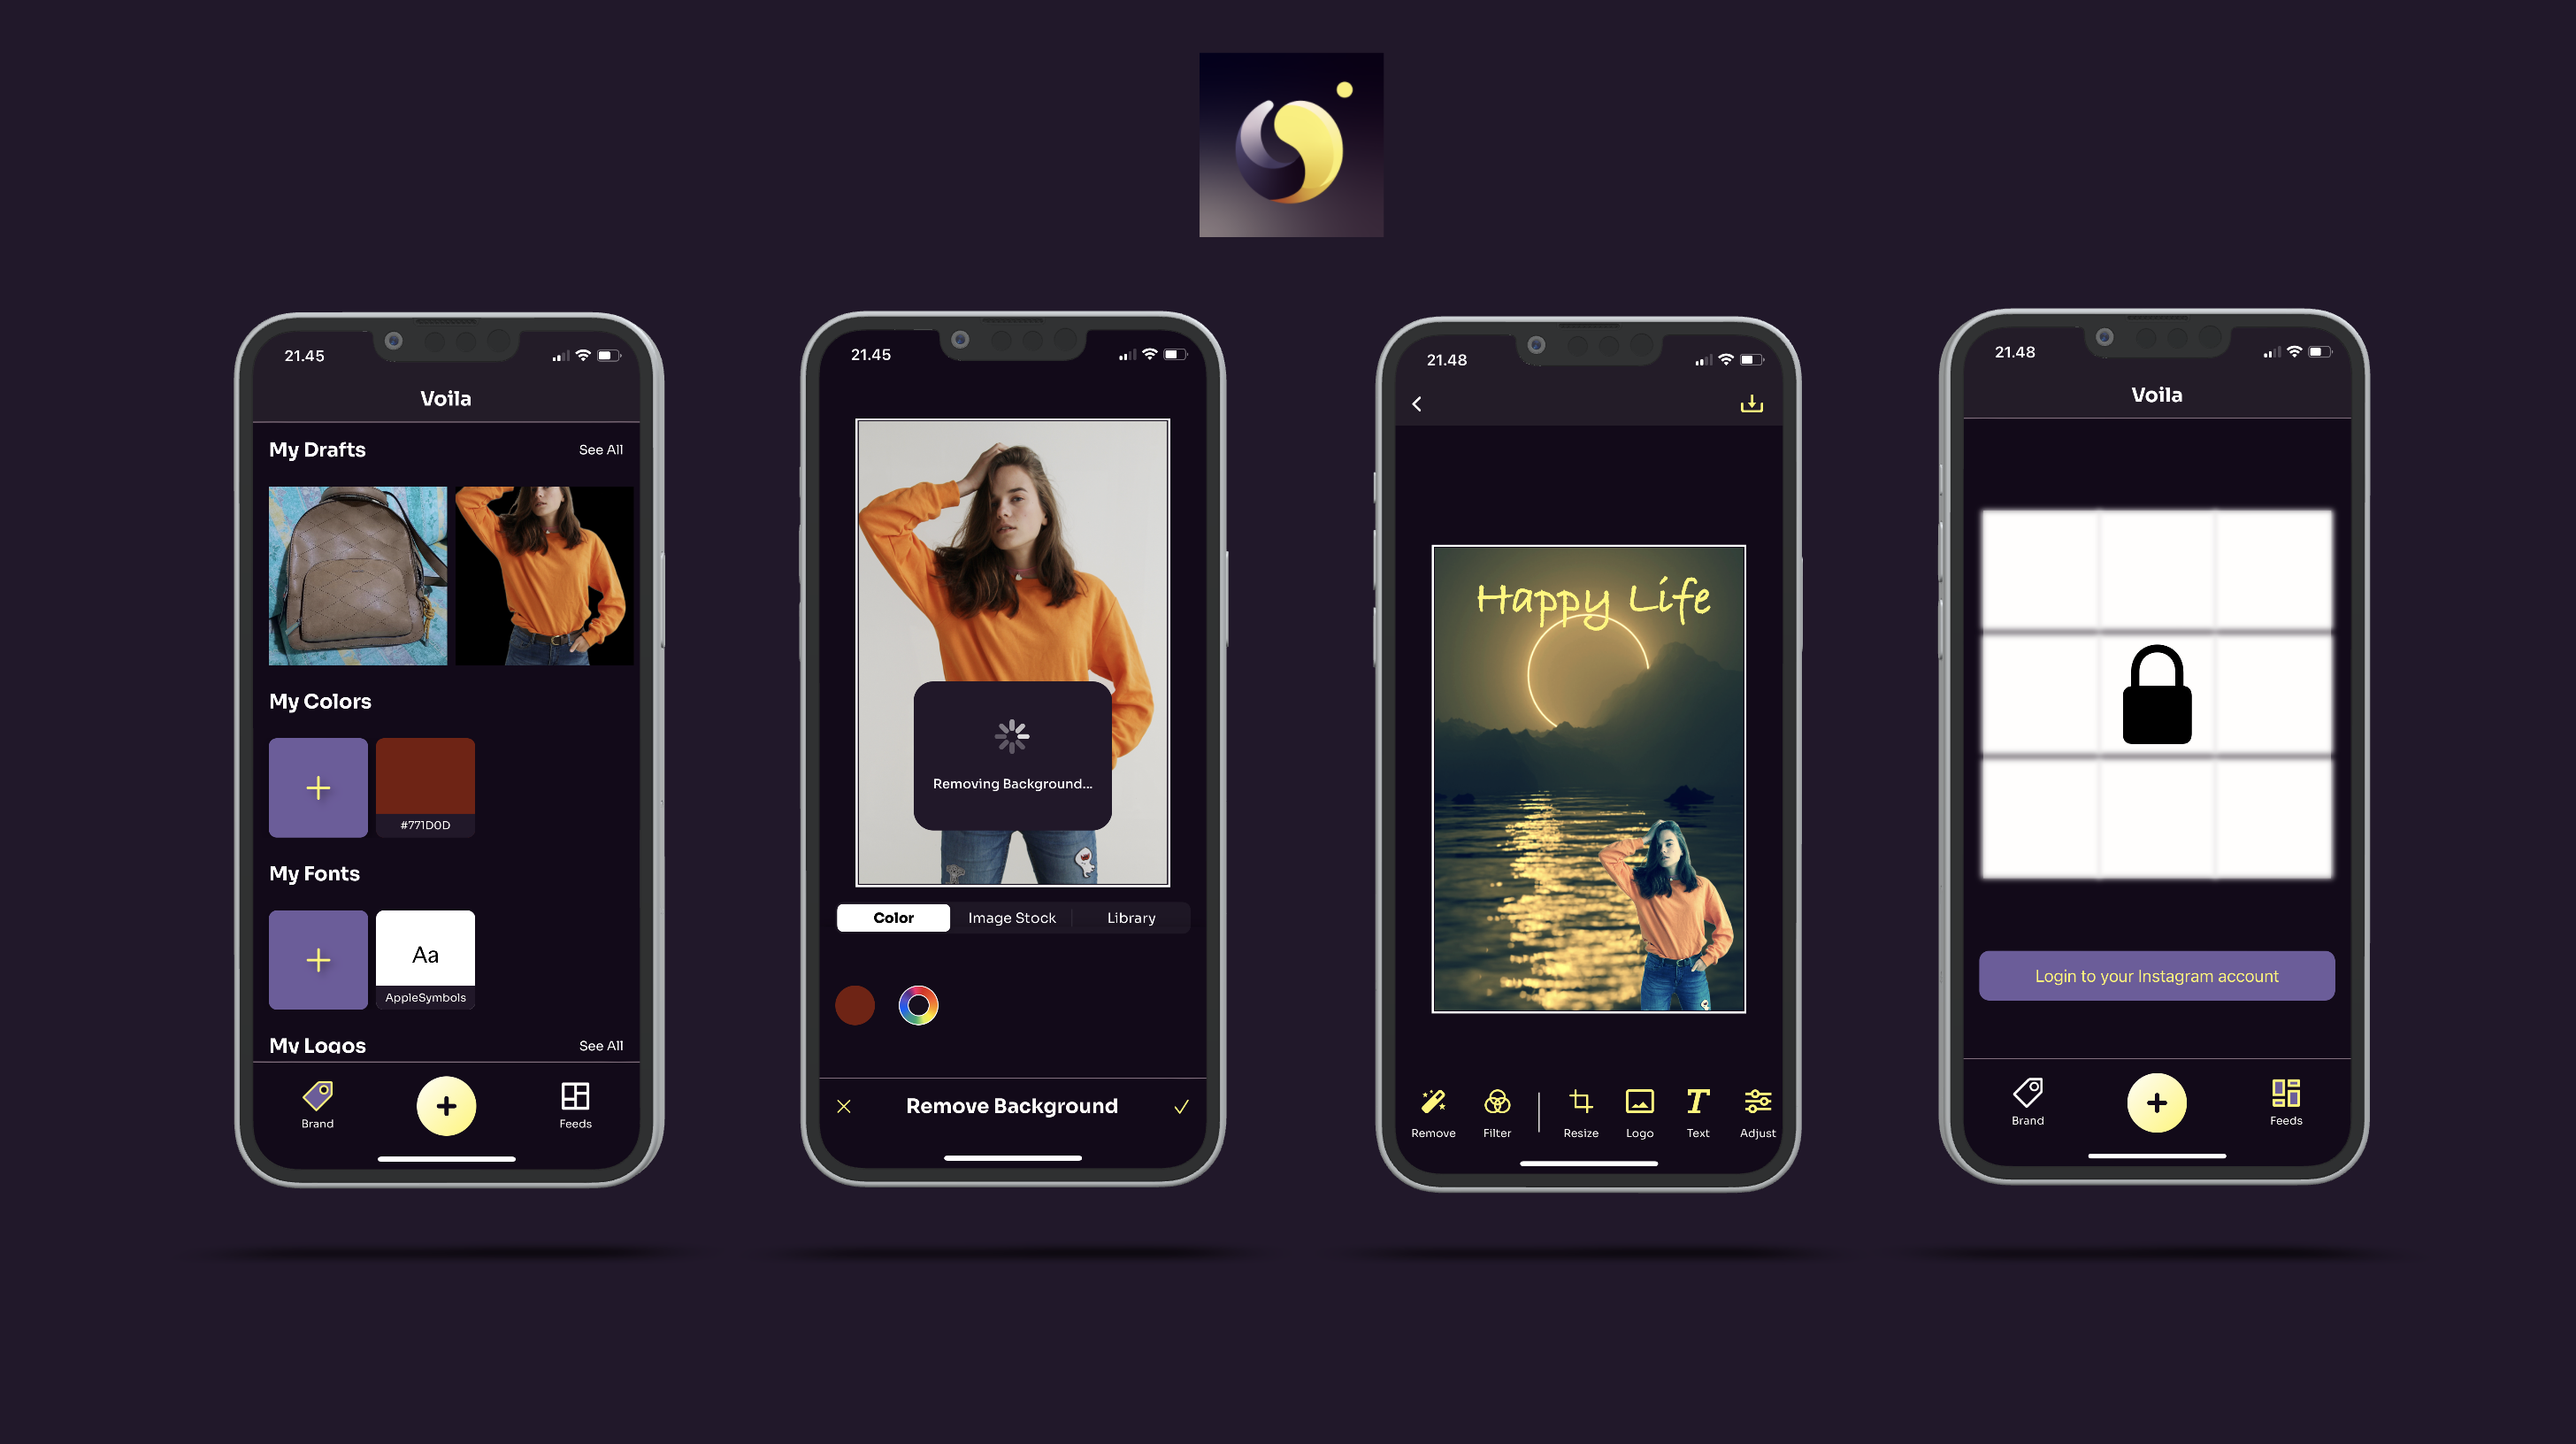 21.45
Voila
My Drafts
See All
My Colors
#771D0D
My Fonts
Aa
AppleSymbols
My Logos
See All
Brand
Feeds
21.45
Removing Background...
Color
Image Stock
Library
Remove Background
21.48
Happy Life
Remove
Filter
Resize
Logo
Text
Adjust
21.48
Voila
Login to your Instagram account
Brand
Feeds